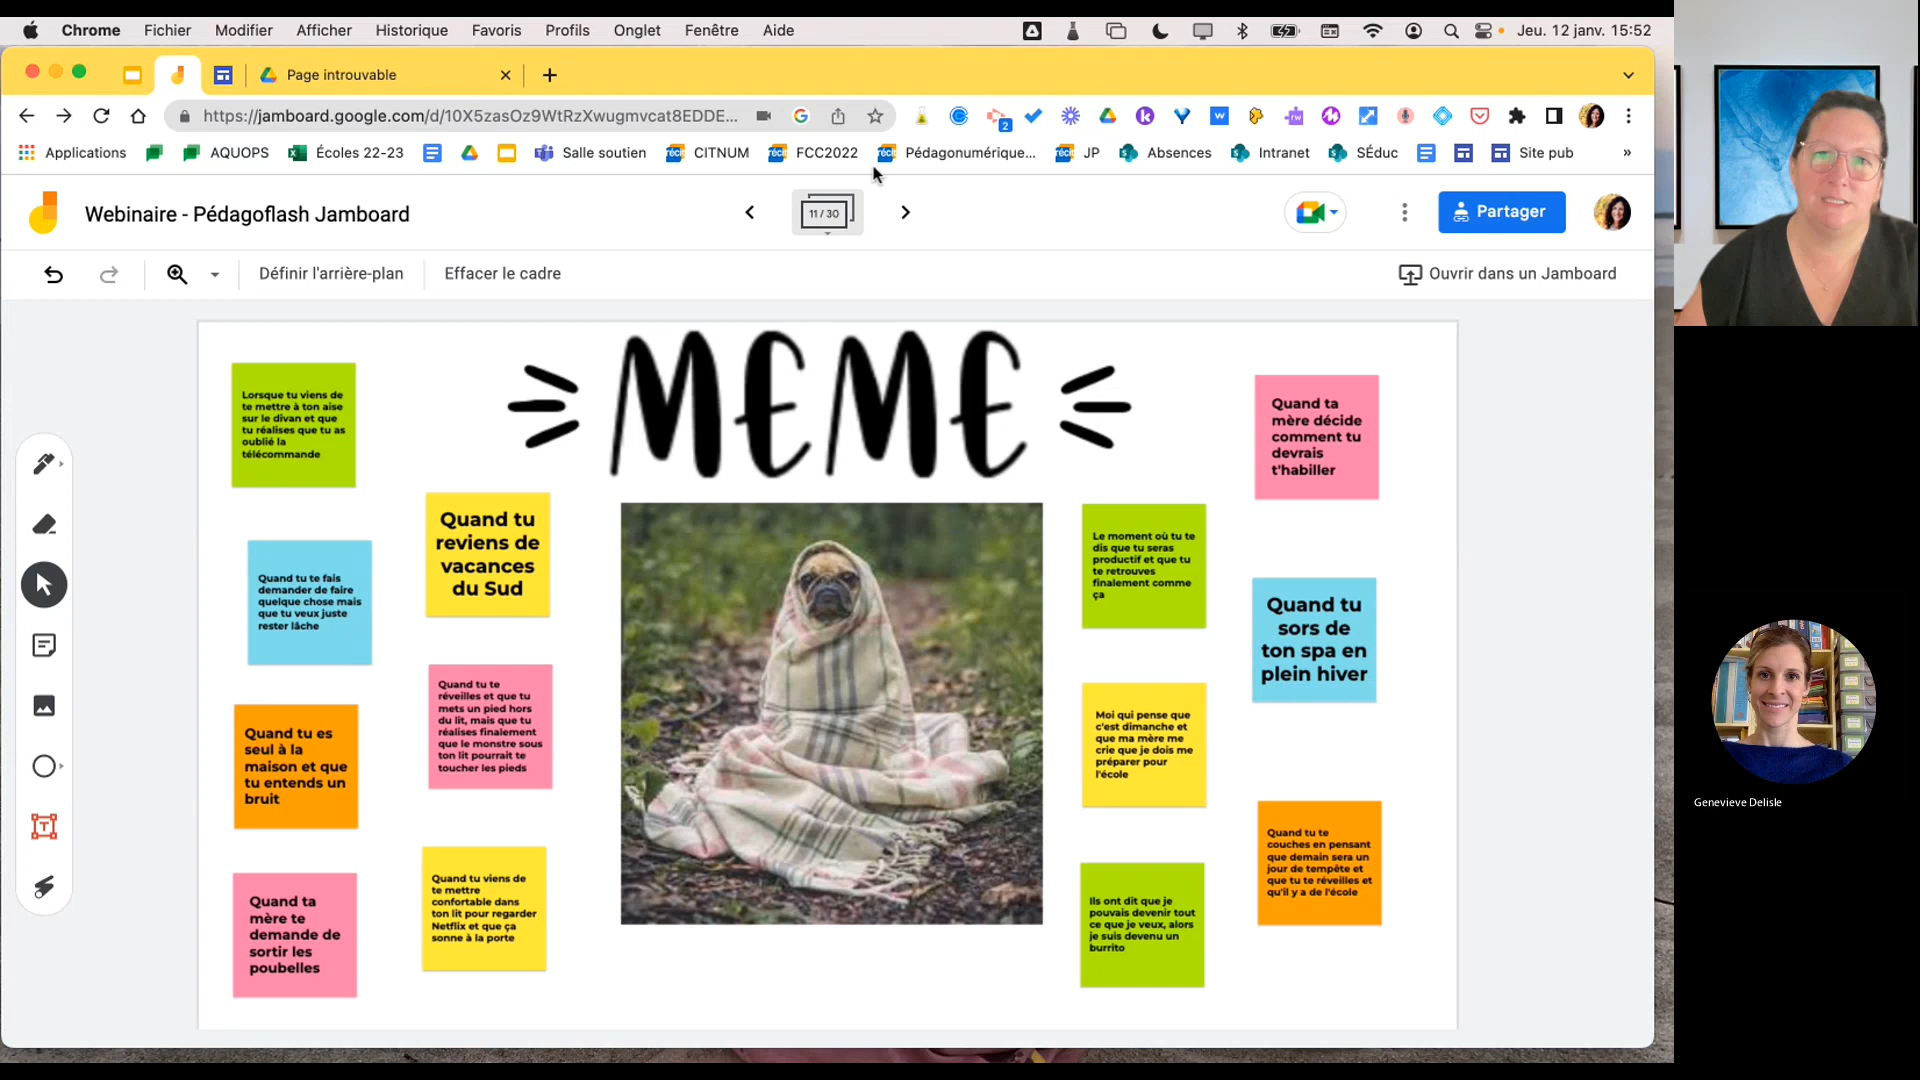 Chrome Fichier Modifier Afficher Historique Favoris Profils Onglet Fenêtre Aide Jeu. 12 janv. 15:52
Page introuvable
https://jamboard.google.com/d/10X5zasOz9WtRzXwugmvcat8EDDE...
2
Applications AQUOPS Écoles 22-23 Salle soutien CITNUM FCC2022 Pédagonumérique... JP Absences Intranet SÉduc Site pub »
Webinaire - Pédagoflash Jamboard
11 / 30
Partager
Définir l'arrière-plan Effacer le cadre Ouvrir dans un Jamboard
MEME
Lorsque tu viens de
te mettre à ton aise
sur le divan et que
tu réalises que tu as
oublié la
télécommande
Quand ta
mère décide
comment tu
devrais
t'habiller
Quand tu
reviens de
vacances
du Sud
Le moment où tu te
dis que tu seras
productif et que tu
te retrouves
finalement comme
ça
Quand tu te fais
demander de faire
quelque chose mais
que tu veux juste
rester lâche
Quand tu
sors de
ton spa en
plein hiver
Quand tu te
réveilles et que tu
mets un pied hors
du lit, mais que tu
réalises finalement
que le monstre sous
ton lit pourrait te
toucher les pieds
Moi qui pense que
c'est dimanche et
que ma mère me
crie que je dois me
préparer pour
l'école
Quand tu es
seul à la
maison et que
tu entends un
bruit
Quand tu te
couches en pensant
que demain sera un
jour de tempête et
que tu te réveilles et
qu'il y a de l'école
Quand ta
mère te
demande de
sortir les
poubelles
Quand tu viens de
te mettre
confortable dans
ton lit pour regarder
Netflix et que ça
sonne à la porte
Ils ont dit que je
pouvais devenir tout
ce que je veux, alors
je suis devenu un
burrito
Genevieve Delisle